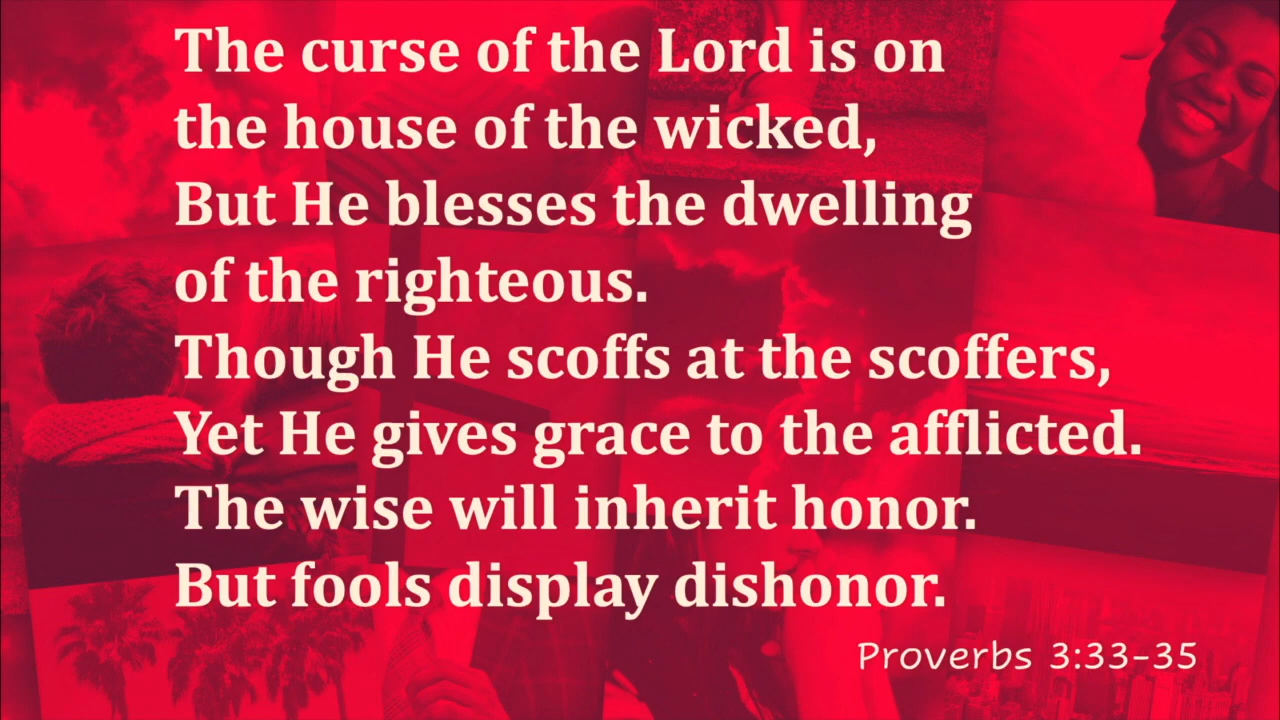 The curse of the Lord is on
the house of the wicked,
But He blesses the dwelling
of the righteous.
Though He scoffs at the scoffers,
Yet He gives grace to the afflicted.
The wise will inherit honor.
But fools display dishonor.
Proverbs 3:33-35